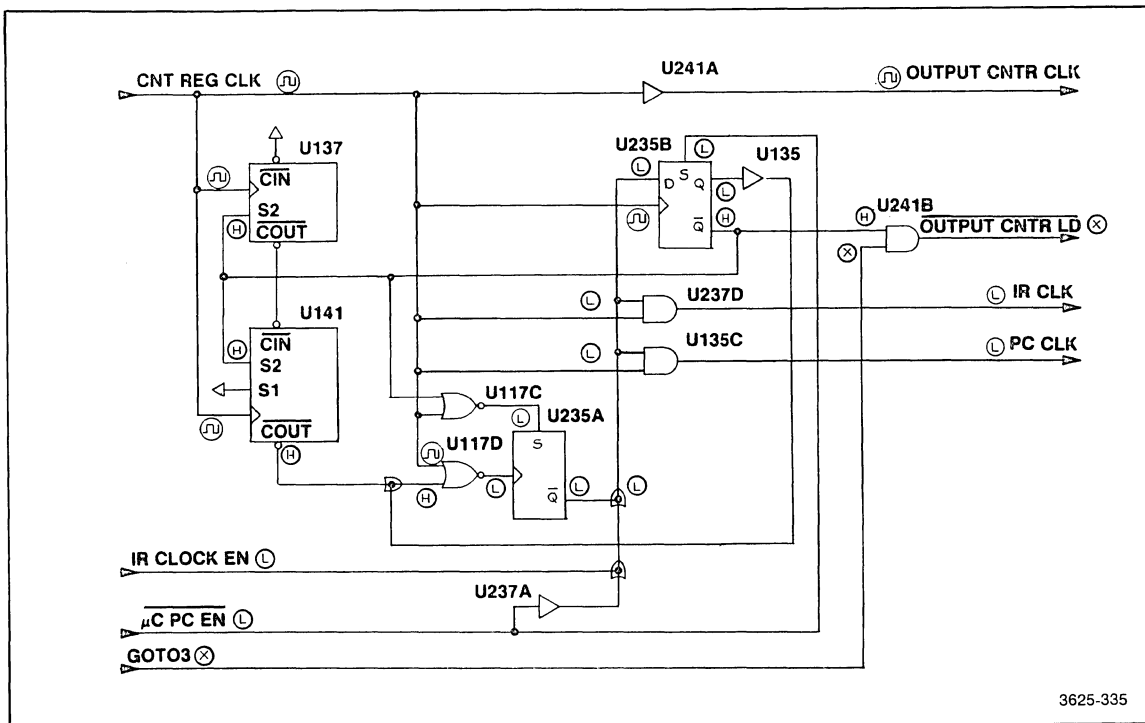 CNT REG CLK
U241A
OUTPUT CNTR CLK
U137
CIN
S2
COUT
U235B
L
L
D
S
Q
L
Q
H
U135
H
U241B
OUTPUT CNTR LD X
X
H
U141
CIN
S2
S1
COUT
H
H
L
U237D
L
IR CLK
L
U135C
L
PC CLK
U117C
L
U235A
S
Q
U117D
H
L
L
L
IR CLOCK EN L
U237A
μC PC EN L
GOTO3 X
3625-335